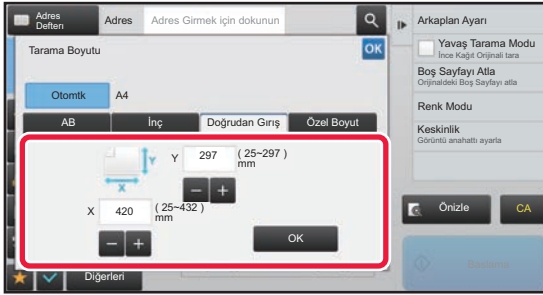 Adres
Defteri
Adres
Adres Girmek için dokunun
Tarama Boyutu
OK
Otomtk
A4
AB
İnç
Doğrudan Giriş
Özel Boyut
Y
X
Y
297
( 25~297 )
mm
X
420
( 25~432 )
mm
OK
Diğerleri
Arkaplan Ayarı
Yavaş Tarama Modu
İnce Kağıt Orijinali tara
Boş Sayfayı Atla
Orijinaldeki Boş Sayfayı atla
Renk Modu
Keskinlik
Görüntü anahattı ayarla
Önizle
CA